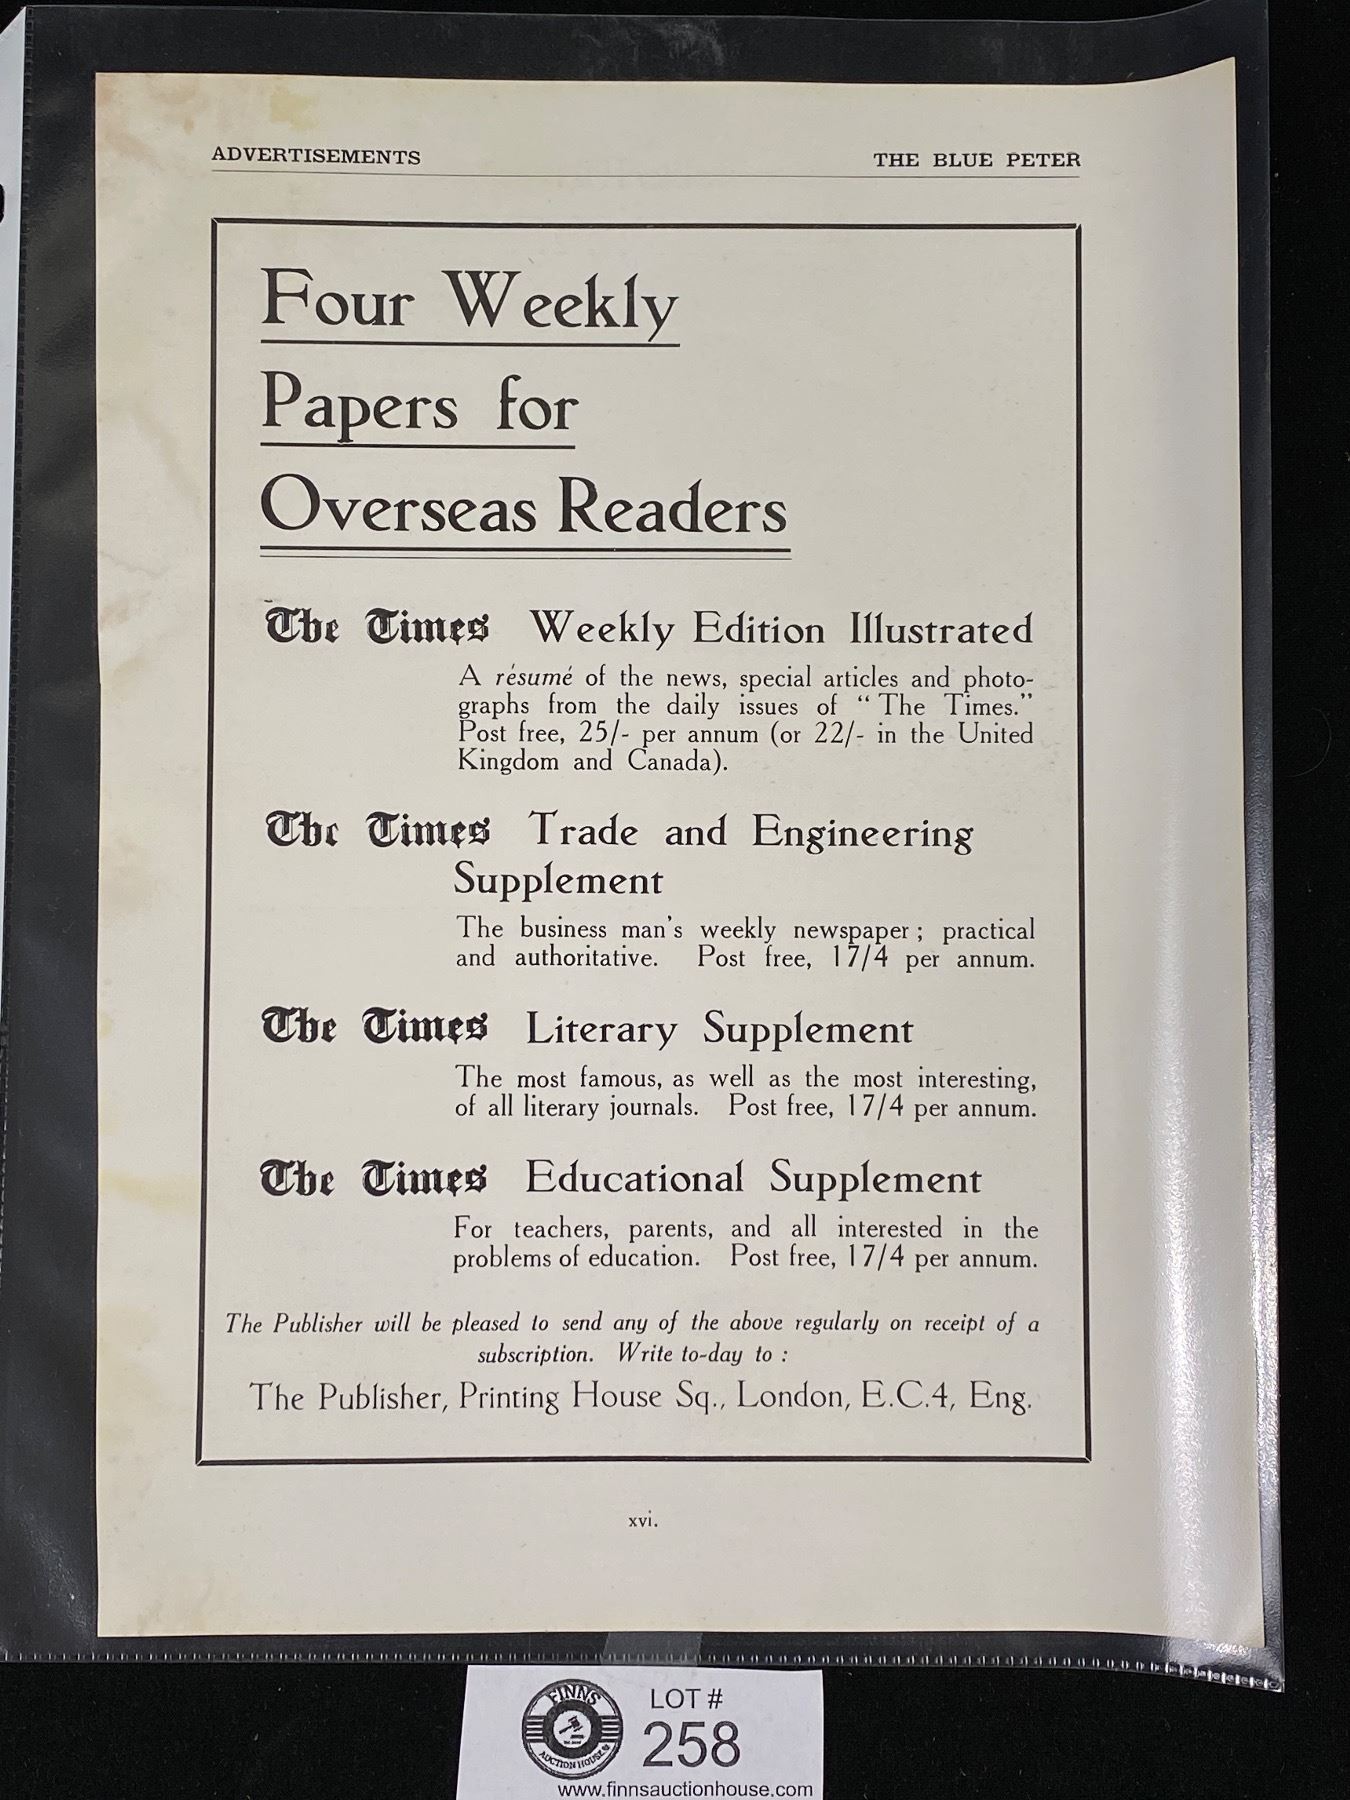 ADVERTISEMENTS THE BLUE PETER
Four Weekly
Papers for
Overseas Readers
The Times Weekly Edition Illustrated
A résumé of the news, special articles and photo-
graphs from the daily issues of “ The Times.”
Post free, 25/- per annum (or 22/- in the United
Kingdom and Canada).
The Times Trade and Engineering
Supplement
The business man's weekly newspaper ; practical
and authoritative. Post free, 17/4 per annum.
The Times Literary Supplement
The most famous, as well as the most interesting,
of all literary journals. Post free, 17/4 per annum.
The Times Educational Supplement
For teachers, parents, and all interested in the
problems of education. Post free, 17/4 per annum.
The Publisher will be pleased to send any of the above regularly on receipt of a
subscription. Write to-day to :
The Publisher, Printing House Sq., London, E.C.4, Eng.
xvi.
FINNS
AUCTION HOUSE
LOT #
258
www.finnsauctionhouse.com